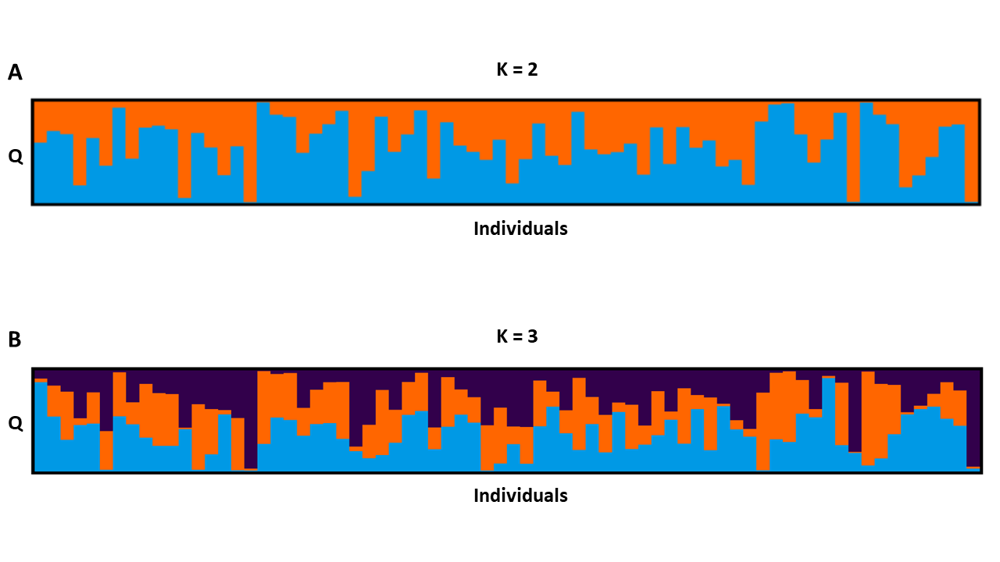 A
K = 2
Q
Individuals
B
K = 3
Q
Individuals